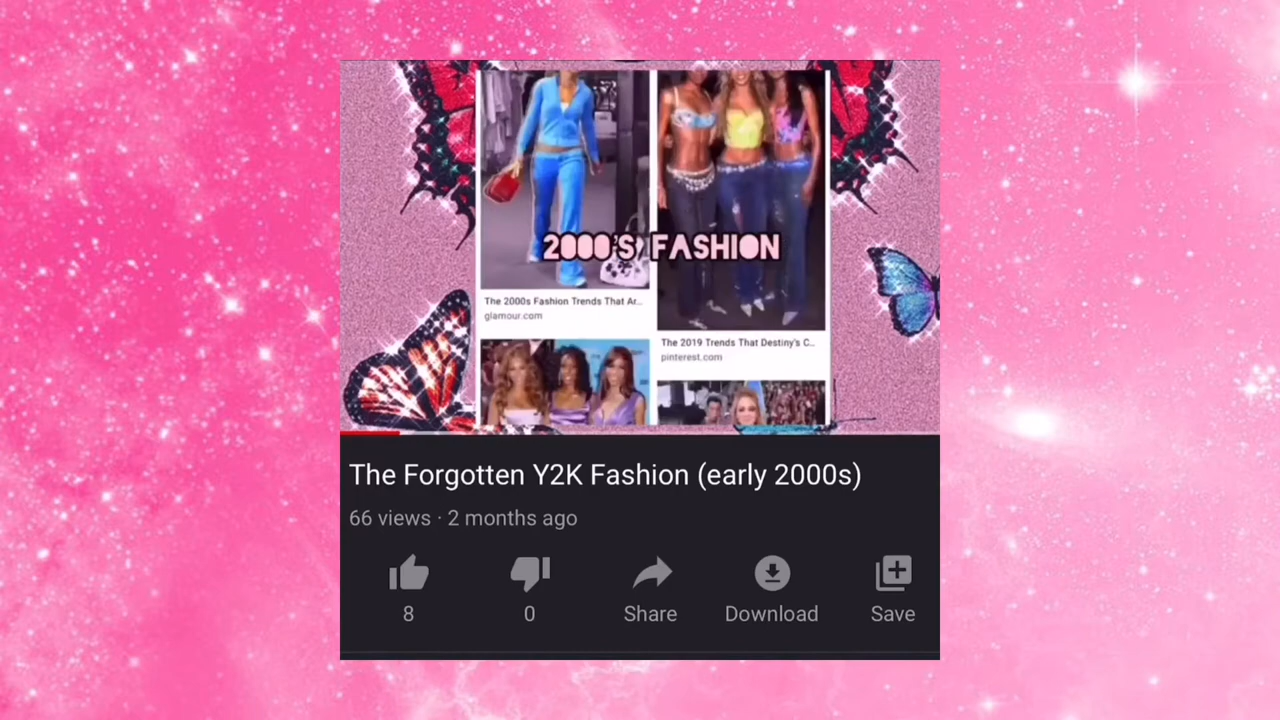 2000'S FASHION
The 2000s Fashion Trends That Ar...
glamour.com
The 2019 Trends That Destiny's C...
pinterest.com
The Forgotten Y2K Fashion (early 2000s)
66 views · 2 months ago
8
0
Share
Download
Save